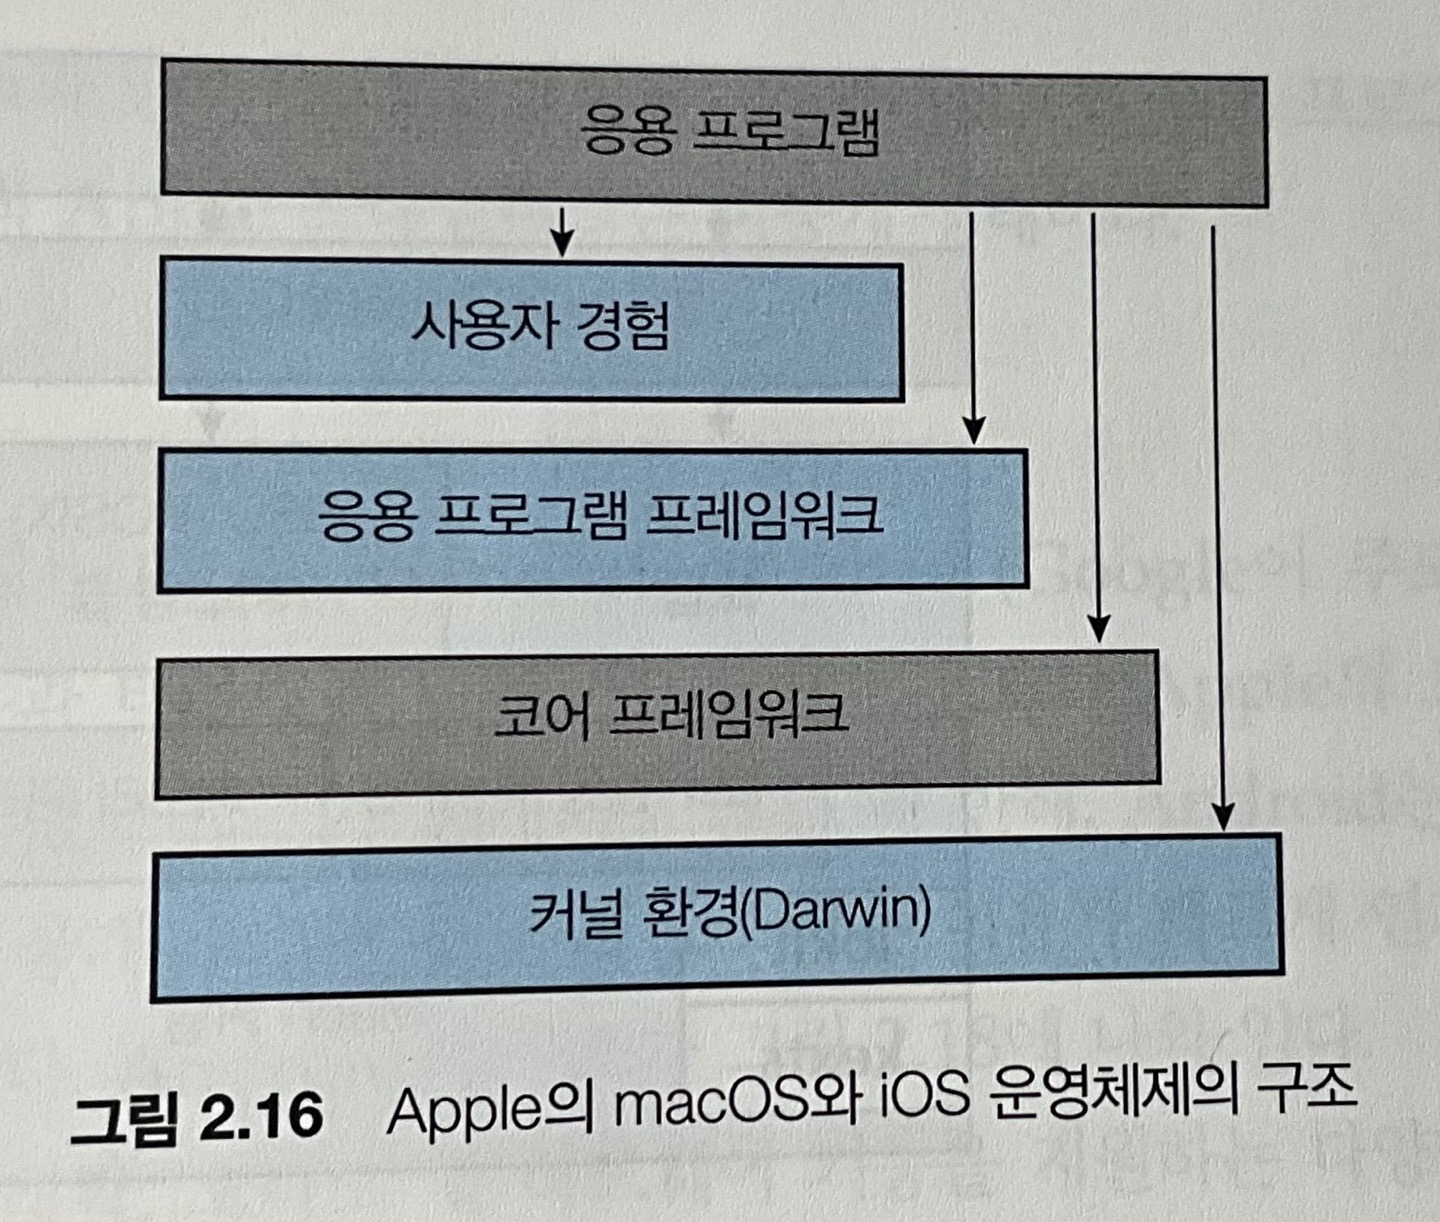 응용 프로그램
사용자 경험
응용 프로그램 프레임워크
코어 프레임워크
커널 환경(Darwin)
그림 2.16 Apple의 macOS와 iOS 운영체제의 구조